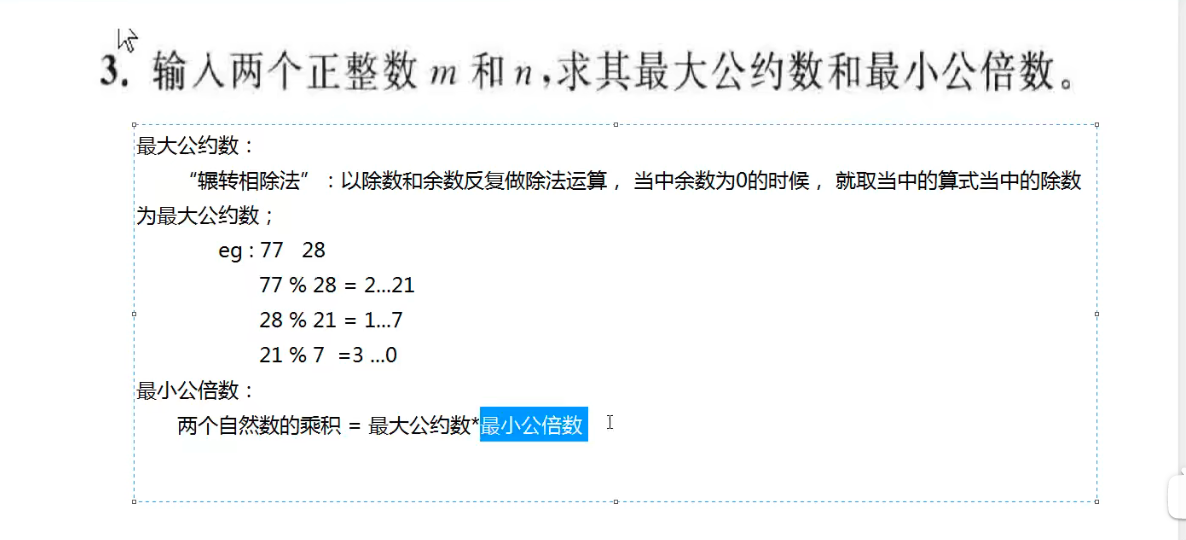 3. 输入两个正整数 m 和 n,求其最大公约数和最小公倍数。
最大公约数：
“辗转相除法” ：以除数和余数反复做除法运算， 当中余数为0的时候， 就取当中的算式当中的除数
为最大公约数；
eg : 77 28
77 % 28 = 2...21
28 % 21 = 1...7
21 % 7 =3 ...0
最小公倍数：
两个自然数的乘积 = 最大公约数*最小公倍数